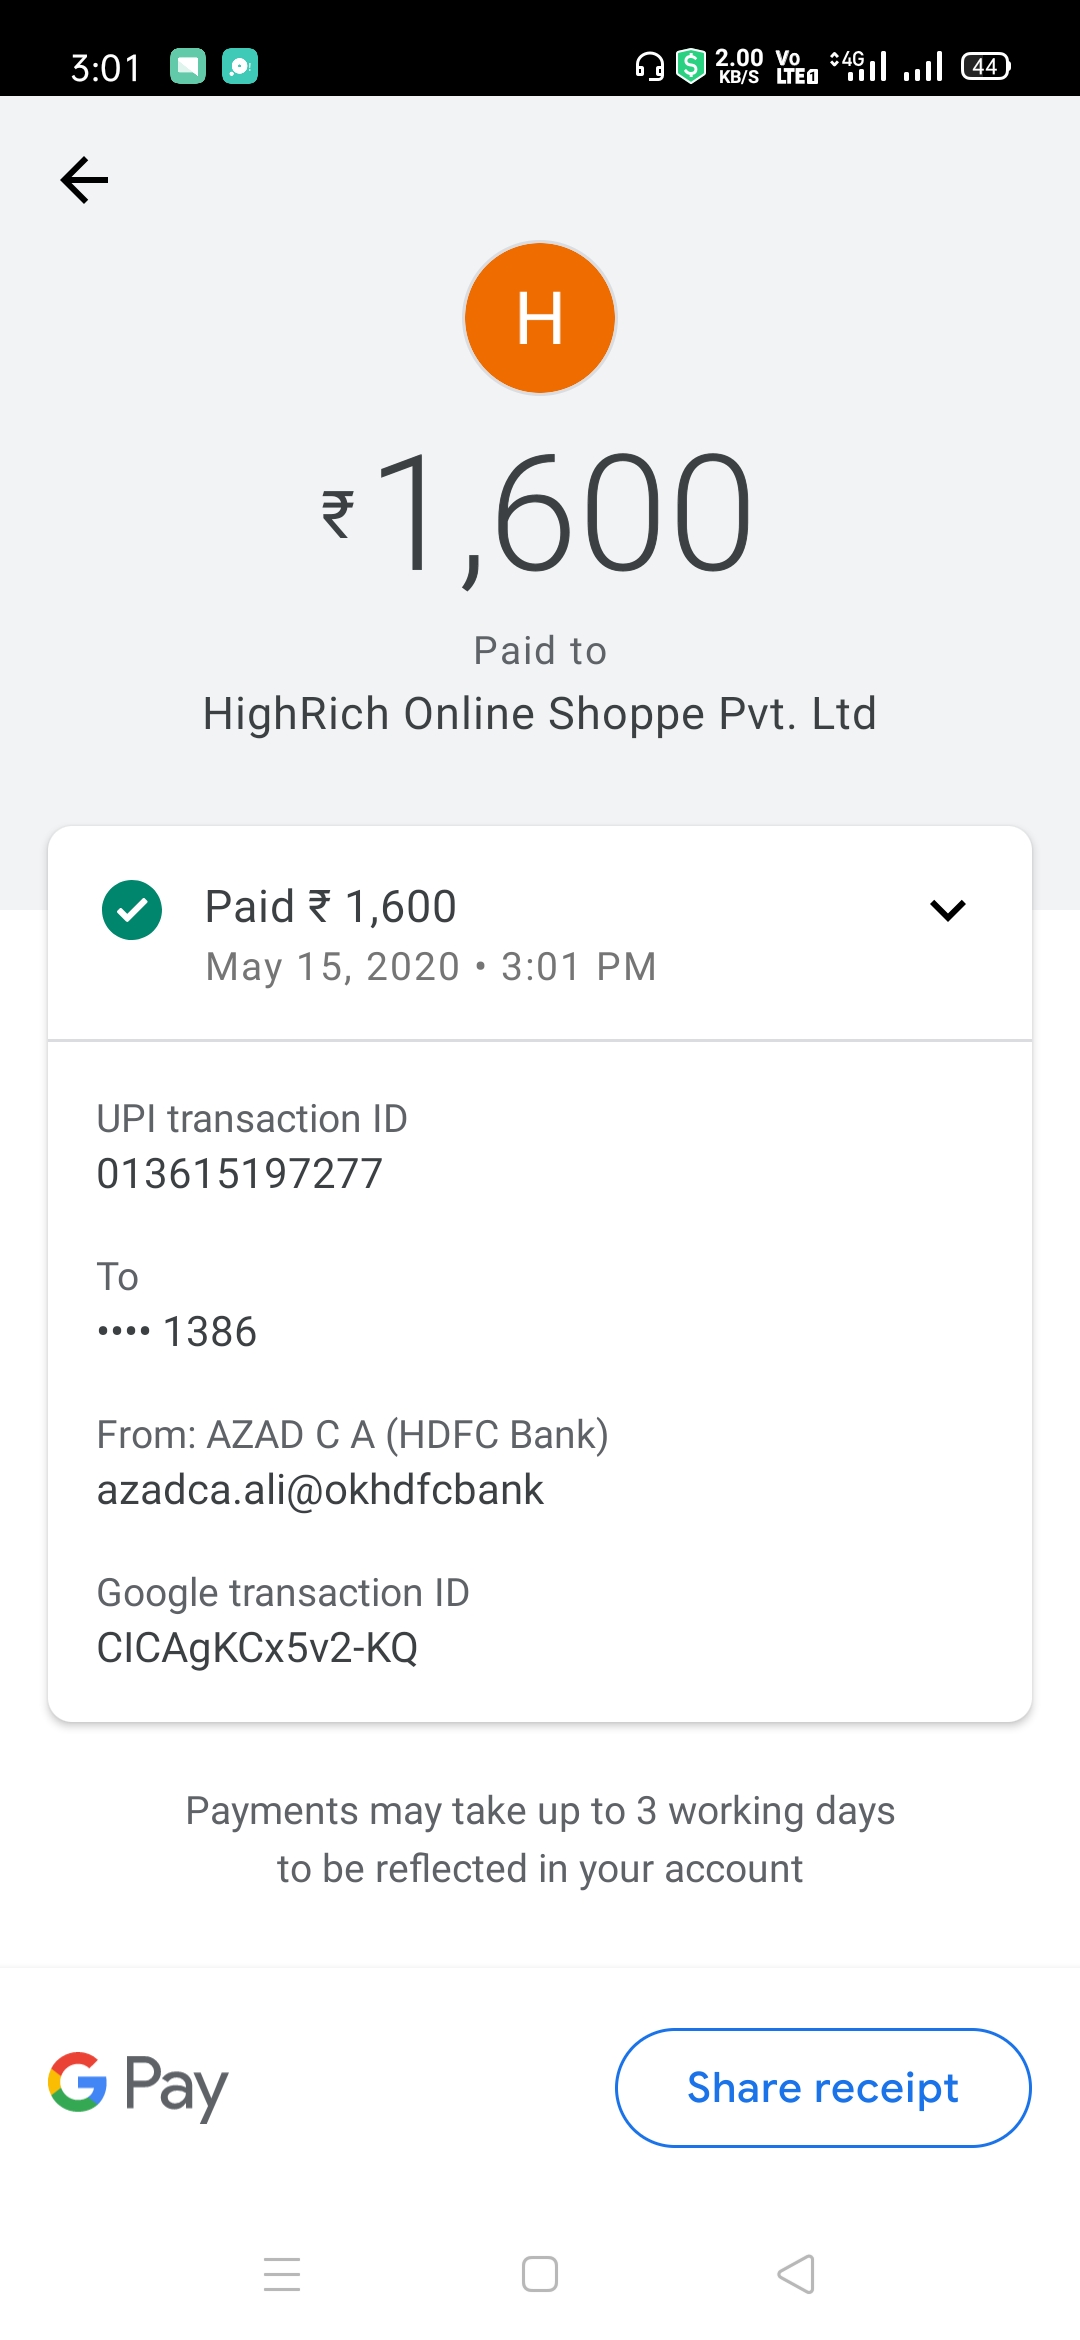 3:01
2.00 KB/S Vo LTE1 4G 44
H
₹1,600
Paid to
HighRich Online Shoppe Pvt. Ltd
Paid ₹ 1,600
May 15, 2020 • 3:01 PM
UPI transaction ID
013615197277
To
•••• 1386
From: AZAD C A (HDFC Bank)
azadca.ali@okhdfcbank
Google transaction ID
CICAgKCx5v2-KQ
Payments may take up to 3 working days
to be reflected in your account
G Pay
Share receipt